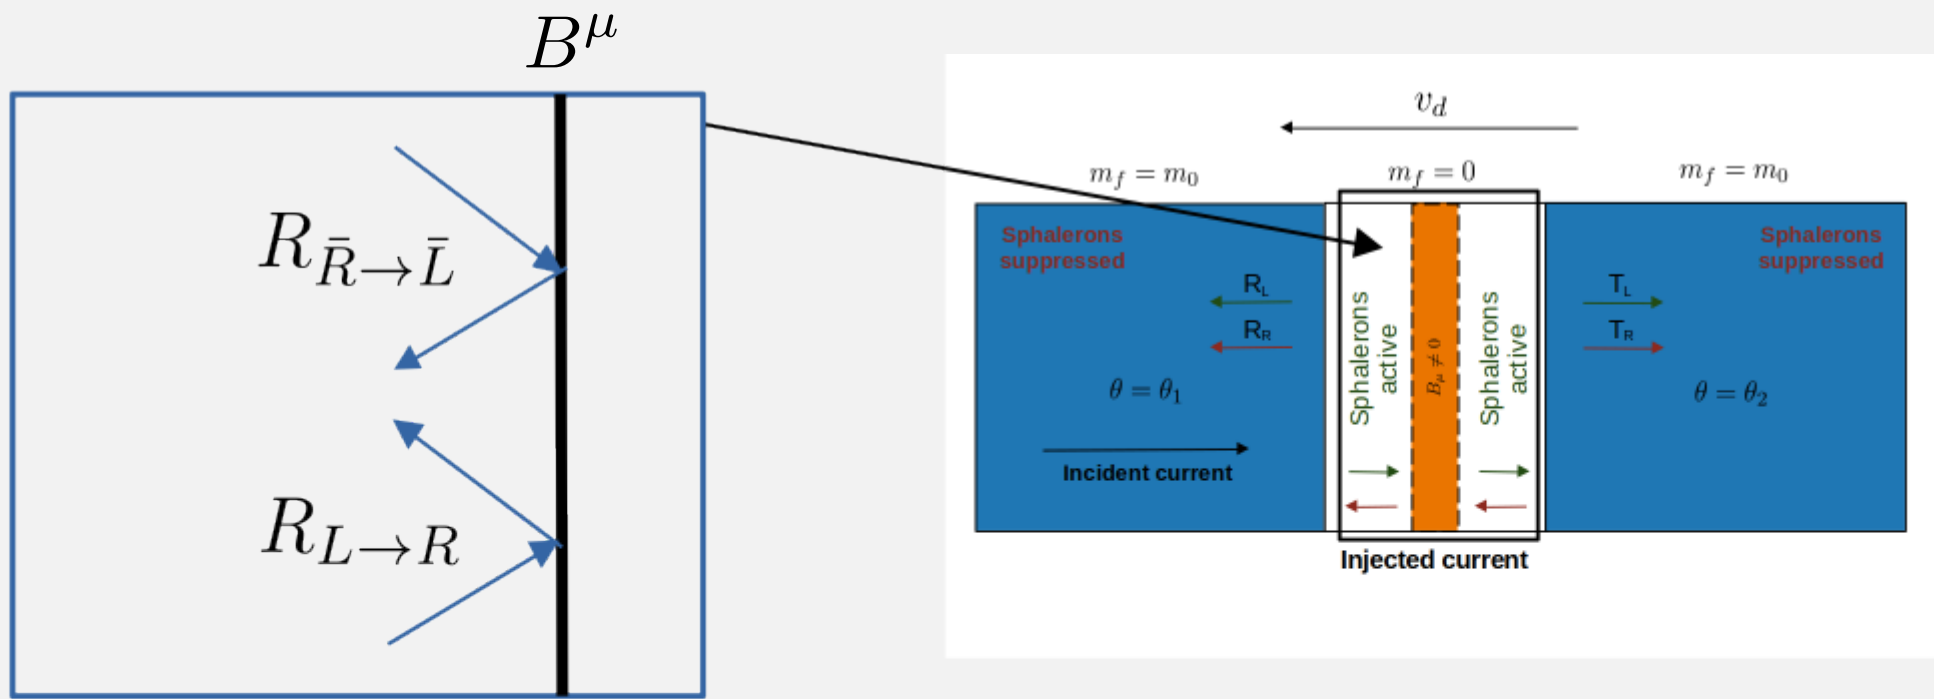 B^μ
R_{R̄→L̄}
R_{L→R}
v_d
m_f = m_0
m_f = 0
m_f = m_0
Sphalerons
suppressed
R_L
R_R
θ = θ_1
Incident current
Sphalerons
active
B_μ ≠ 0
Sphalerons
active
Injected current
Sphalerons
suppressed
T_L
T_R
θ = θ_2